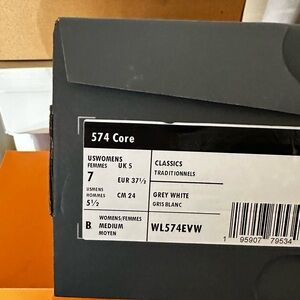 574 Core
USWOMENS
FEMMES
7
UK 5
EUR 37½
USMENS
HOMMES
5½
CM 24
B
WOMENS/FEMMES
MEDIUM
MOYEN
CLASSICS
TRADITIONNELS
GREY WHITE
GRIS BLANC
WL574EVW
1 95907 79534